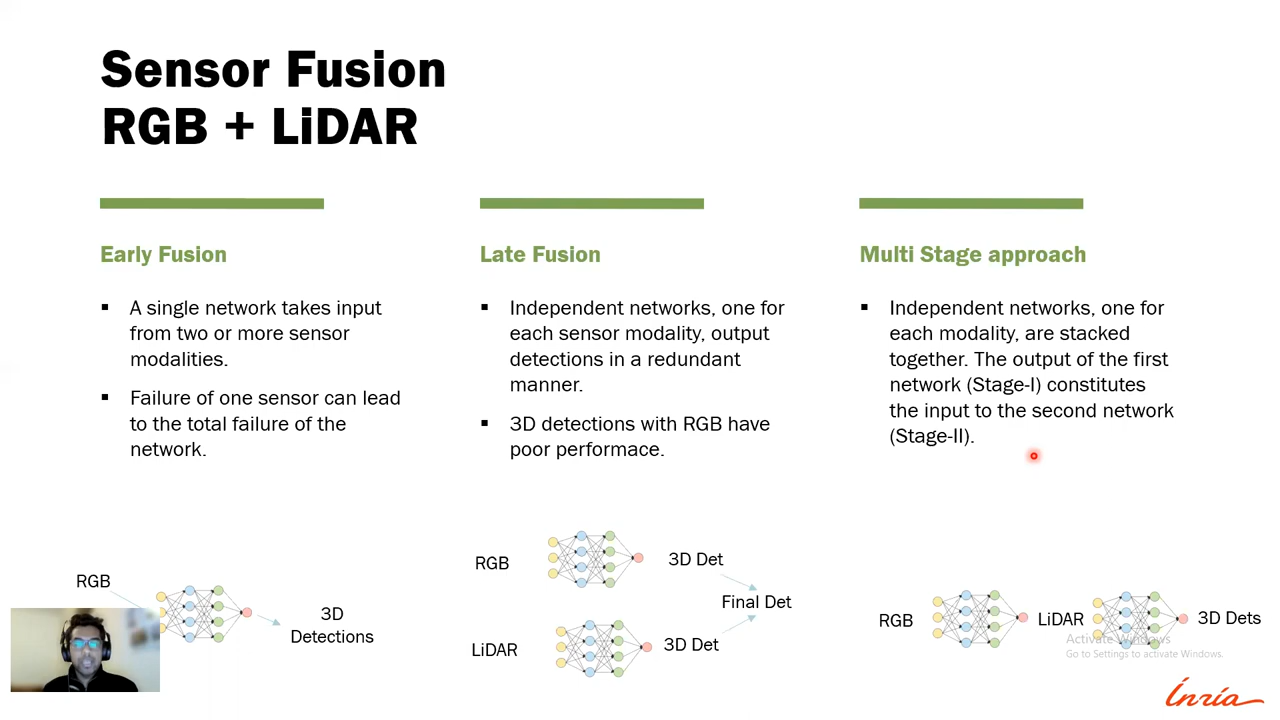 Sensor Fusion
RGB + LiDAR
Early Fusion
▪ A single network takes input
from two or more sensor
modalities.
▪ Failure of one sensor can lead
to the total failure of the
network.
Late Fusion
▪ Independent networks, one for
each sensor modality, output
detections in a redundant
manner.
▪ 3D detections with RGB have
poor performace.
Multi Stage approach
▪ Independent networks, one for
each modality, are stacked
together. The output of the first
network (Stage-I) constitutes
the input to the second network
(Stage-II).
RGB
3D
Detections
RGB
3D Det
Final Det
LiDAR
3D Det
RGB
LiDAR
3D Dets
Activate Windows
Go to Settings to activate Windows.
Inria